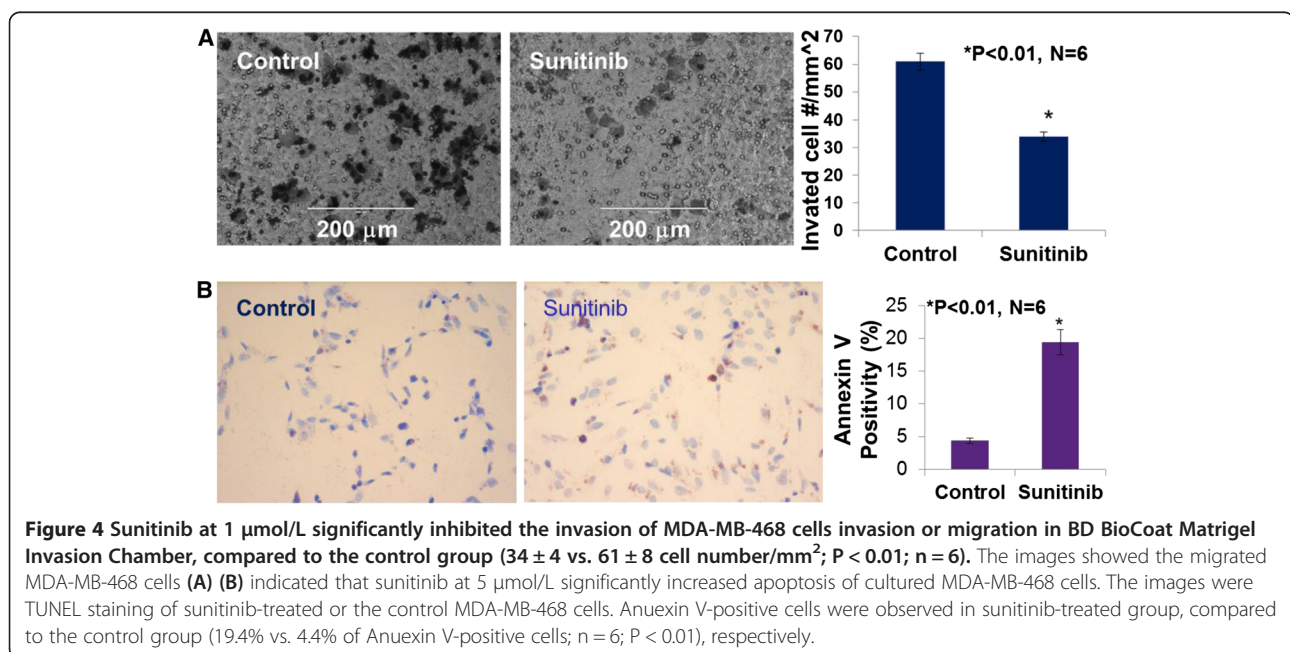 A
Control
200 µm
Sunitinib
200 µm
Invated cell #/mm^2
70
60
50
40
30
20
10
0
*P<0.01, N=6
*
Control
Sunitinib
B
Control
Sunitinib
Annexin V
Positivity (%)
25
20
15
10
5
0
*P<0.01, N=6
*
Control
Sunitinib
Figure 4 Sunitinib at 1 μmol/L significantly inhibited the invasion of MDA-MB-468 cells invasion or migration in BD BioCoat Matrigel
Invasion Chamber, compared to the control group (34 ± 4 vs. 61 ± 8 cell number/mm²; P < 0.01; n = 6). The images showed the migrated
MDA-MB-468 cells (A) (B) indicated that sunitinib at 5 μmol/L significantly increased apoptosis of cultured MDA-MB-468 cells. The images were
TUNEL staining of sunitinib-treated or the control MDA-MB-468 cells. Anuexin V-positive cells were observed in sunitinib-treated group, compared
to the control group (19.4% vs. 4.4% of Anuexin V-positive cells; n = 6; P < 0.01), respectively.